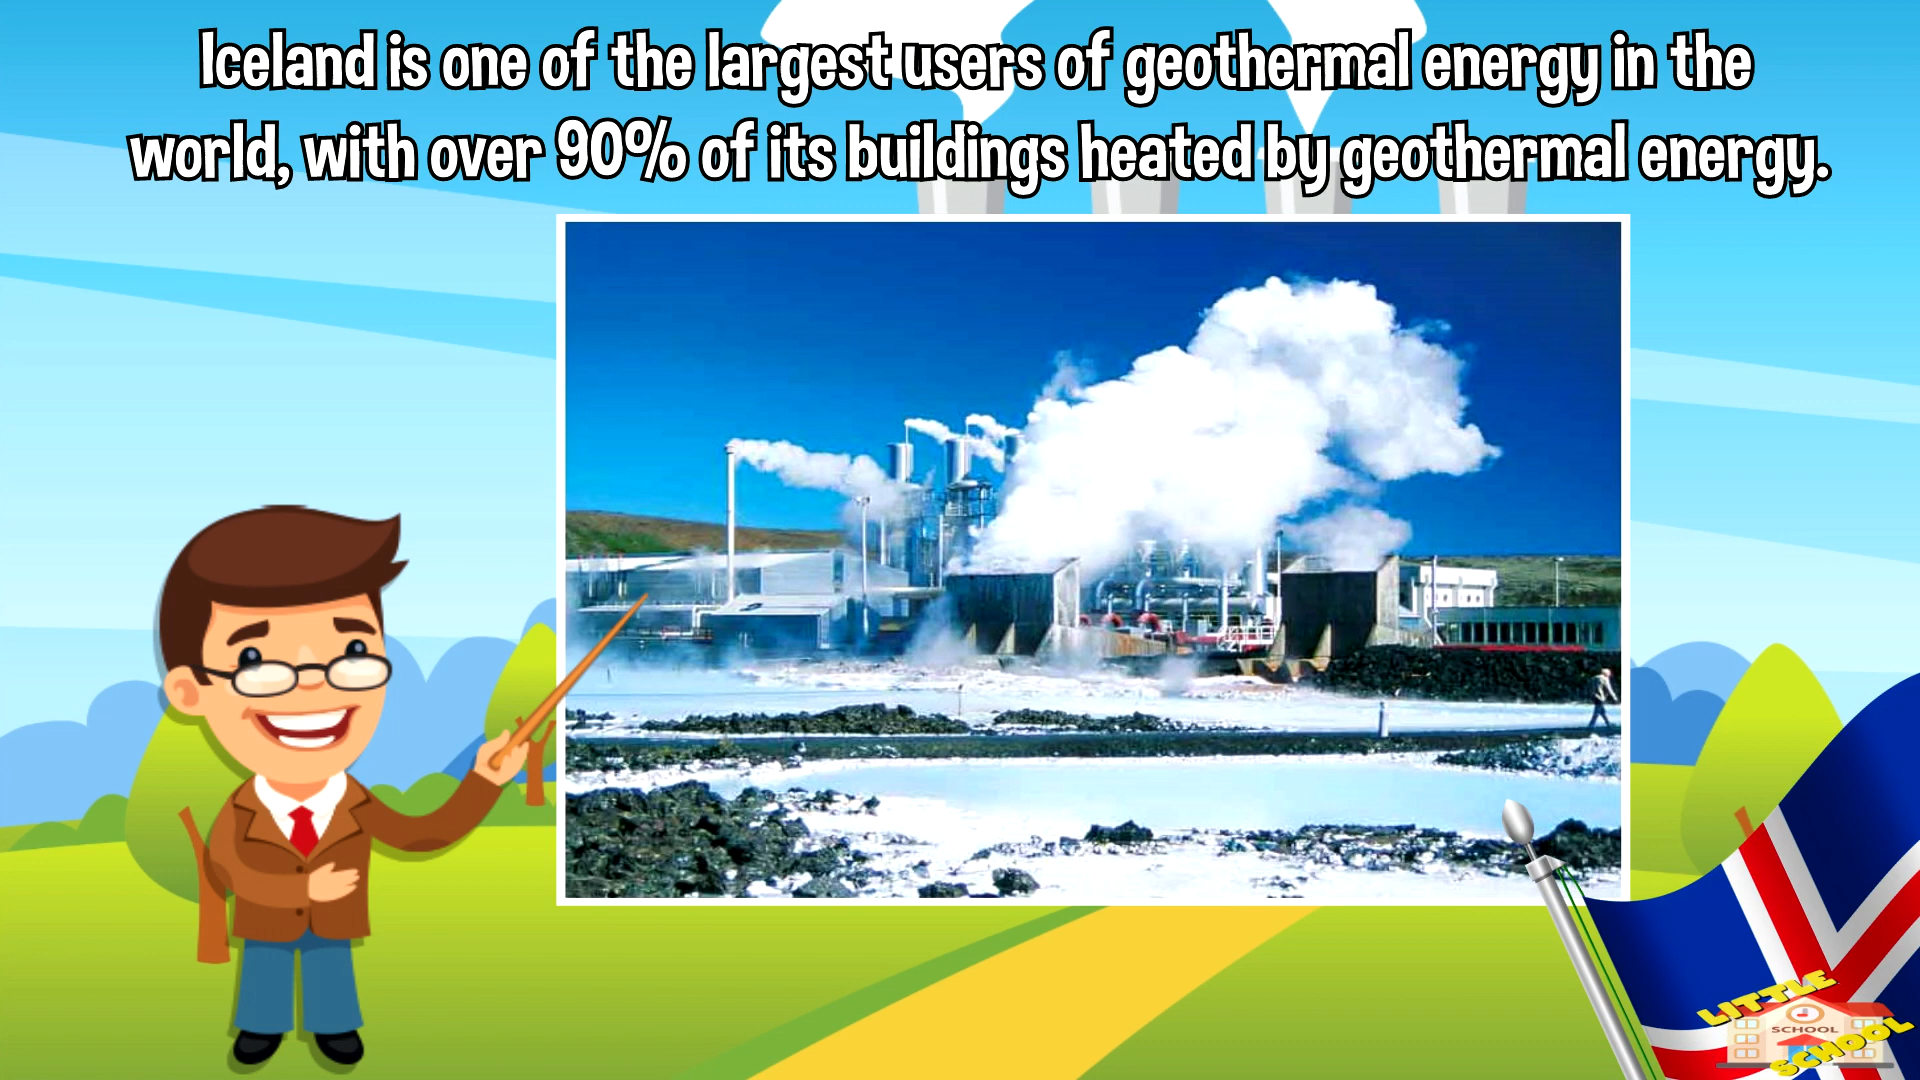 Iceland is one of the largest users of geothermal energy in the
world, with over 90% of its buildings heated by geothermal energy.
LITTLE
SCHOOL
SCHOOL